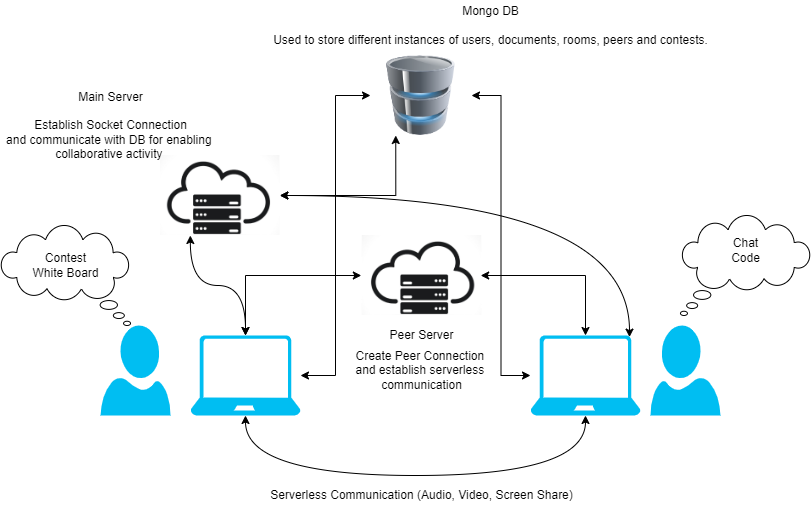 Mongo DB
Used to store different instances of users, documents, rooms, peers and contests.
Main Server
Establish Socket Connection
and communicate with DB for enabling
collaborative activity
Contest
White Board
Chat
Code
Peer Server
Create Peer Connection
and establish serverless
communication
Serverless Communication (Audio, Video, Screen Share)